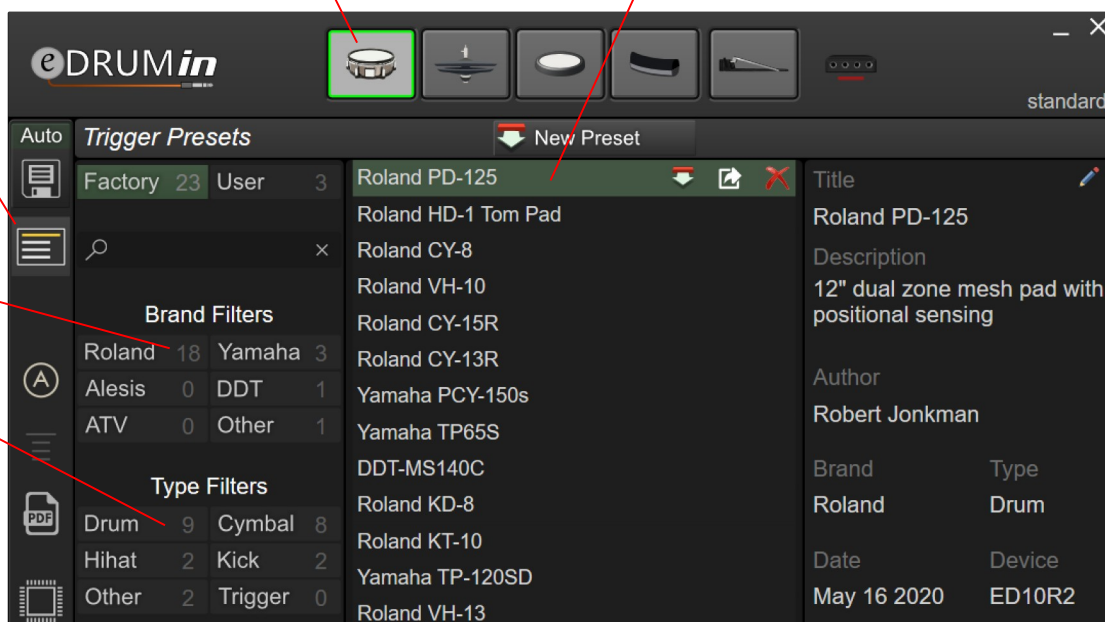 eDRUMin
standard
Auto
Trigger Presets
New Preset
Factory 23 User 3
Brand Filters
Roland 18 Yamaha 3
Alesis 0 DDT 1
ATV 0 Other 1
Type Filters
Drum 9 Cymbal 8
Hihat 2 Kick 2
Other 2 Trigger 0
A
PDF
Roland PD-125
Roland HD-1 Tom Pad
Roland CY-8
Roland VH-10
Roland CY-15R
Roland CY-13R
Yamaha PCY-150s
Yamaha TP65S
DDT-MS140C
Roland KD-8
Roland KT-10
Yamaha TP-120SD
Roland VH-13
Title
Roland PD-125
Description
12" dual zone mesh pad with
positional sensing
Author
Robert Jonkman
Brand Type
Roland Drum
Date Device
May 16 2020 ED10R2